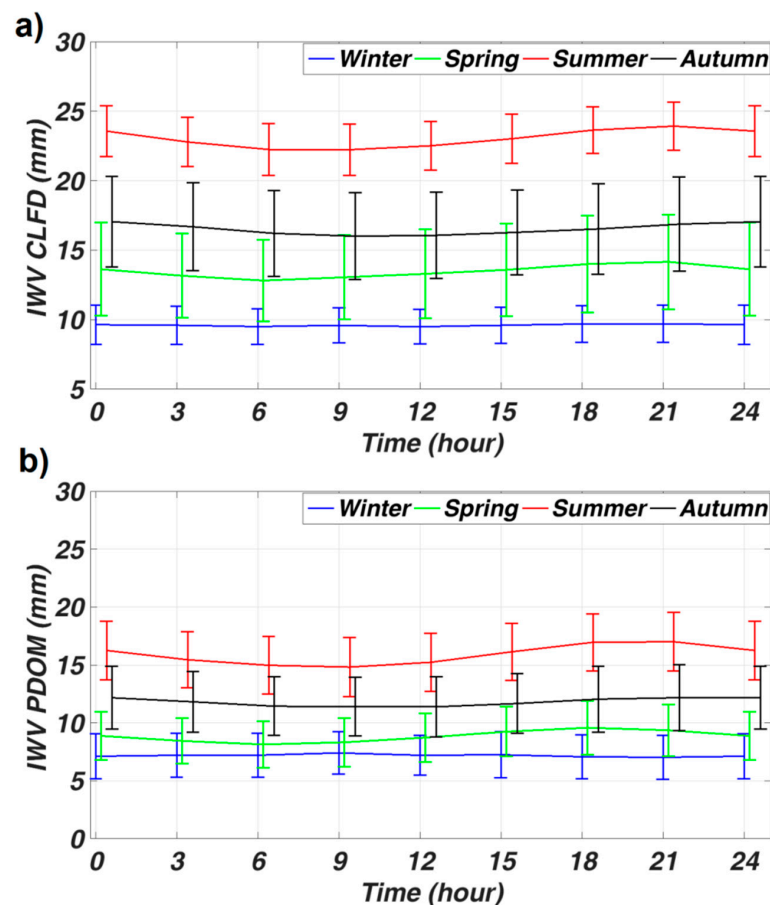 a)
30
25
20
15
10
5
IWV CLFD (mm)
Winter Spring Summer Autumn
0 3 6 9 12 15 18 21 24
Time (hour)
b)
30
25
20
15
10
5
0
IWV PDOM (mm)
Winter Spring Summer Autumn
0 3 6 9 12 15 18 21 24
Time (hour)